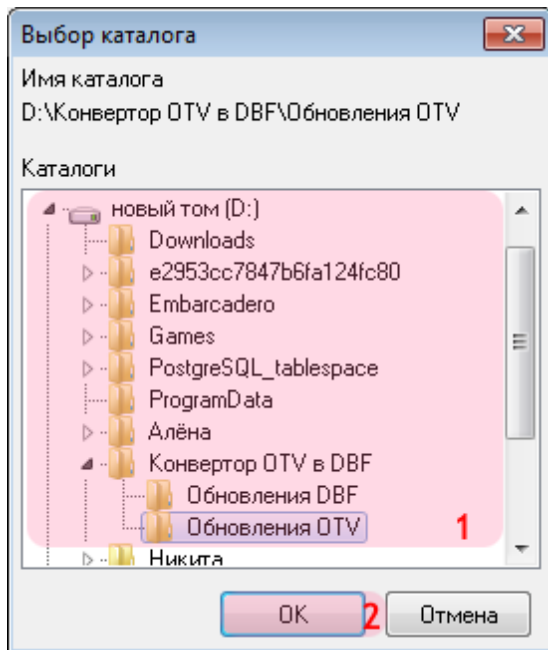 Выбор каталога
Имя каталога
D:\Конвертор OTV в DBF\Обновления OTV
Каталоги
новый том (D:)
Downloads
e2953cc7847b6fa124fc80
Embarcadero
Games
PostgreSQL_tablespace
ProgramData
Алёна
Конвертор OTV в DBF
Обновления DBF
Обновления OTV
1
Никита
OK 2 Отмена